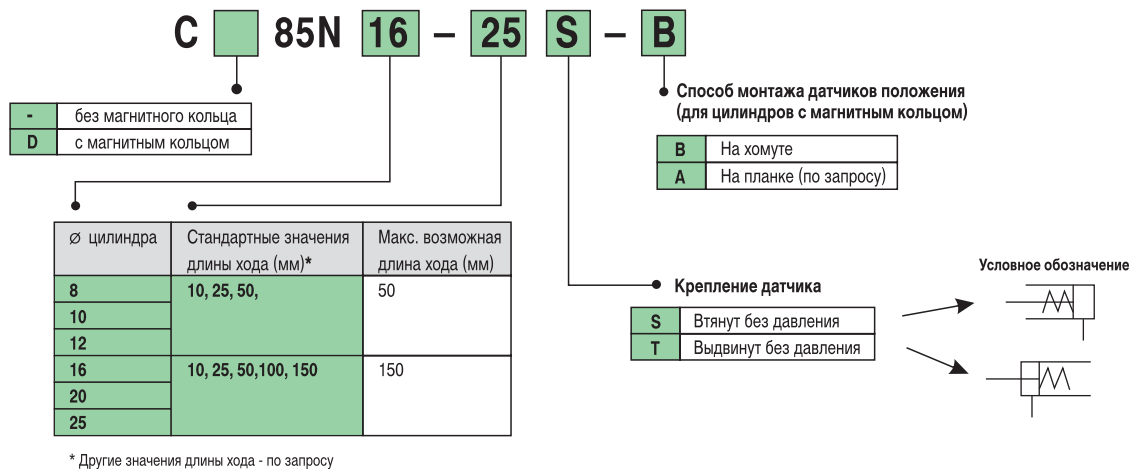 C 85N 16 – 25 S – B
- без магнитного кольца
D с магнитным кольцом
Способ монтажа датчиков положения
(для цилиндров с магнитным кольцом)
B На хомуте
A На планке (по запросу)
⌀ цилиндра Стандартные значения Макс. возможная
длины хода (мм)* длина хода (мм)
8 10, 25, 50, 50
10
12
16 10, 25, 50,100, 150 150
20
25
* Другие значения длины хода - по запросу
Крепление датчика
S Втянут без давления
T Выдвинут без давления
Условное обозначение